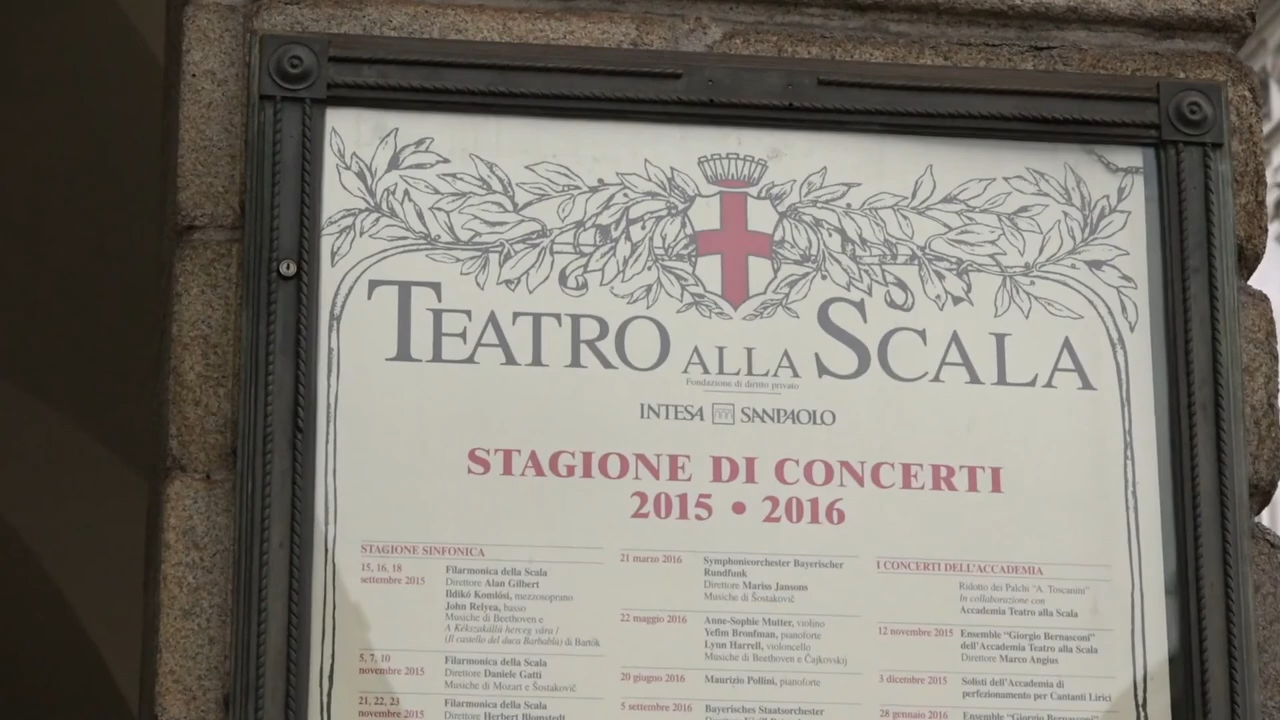 TEATRO ALLA SCALA
Fondazione di diritto privato
INTESA SANPAOLO
STAGIONE DI CONCERTI
2015 • 2016
STAGIONE SINFONICA
15, 16, 18
settembre 2015
Filarmonica della Scala
Direttore Alan Gilbert
Ildikó Komlósi, mezzosoprano
John Relyea, basso
Musiche di Beethoven e
A Kékszakállú herceg vára /
(Il castello del duca Barbablù) di Bartók
5, 7, 10
novembre 2015
Filarmonica della Scala
Direttore Daniele Gatti
Musiche di Mozart e Šostakovič
21, 22, 23
novembre 2015
Filarmonica della Scala
Direttore Herbert Blomstedt
21 marzo 2016
Symphonieorchester Bayerischer
Rundfunk
Direttore Mariss Jansons
Musiche di Šostakovič
22 maggio 2016
Anne-Sophie Mutter, violino
Yefim Bronfman, pianoforte
Lynn Harrell, violoncello
Musiche di Beethoven e Čajkovskij
20 giugno 2016
Maurizio Pollini, pianoforte
5 settembre 2016
Bayerisches Staatsorchester
I CONCERTI DELL'ACCADEMIA
Ridotto dei Palchi "A. Toscanini"
In collaborazione con
Accademia Teatro alla Scala
12 novembre 2015
Ensemble "Giorgio Bernasconi"
dell'Accademia Teatro alla Scala
Direttore Marco Angius
3 dicembre 2015
Solisti dell'Accademia di
perfezionamento per Cantanti Lirici
28 gennaio 2016
Ensemble "Giorgio Bernasconi"